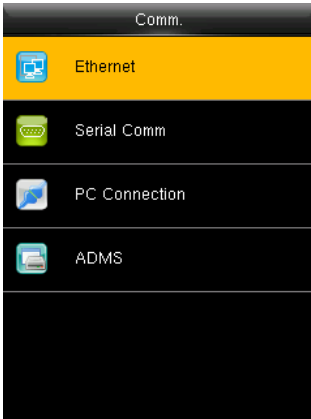 Comm.
Ethernet
Serial Comm
PC Connection
ADMS